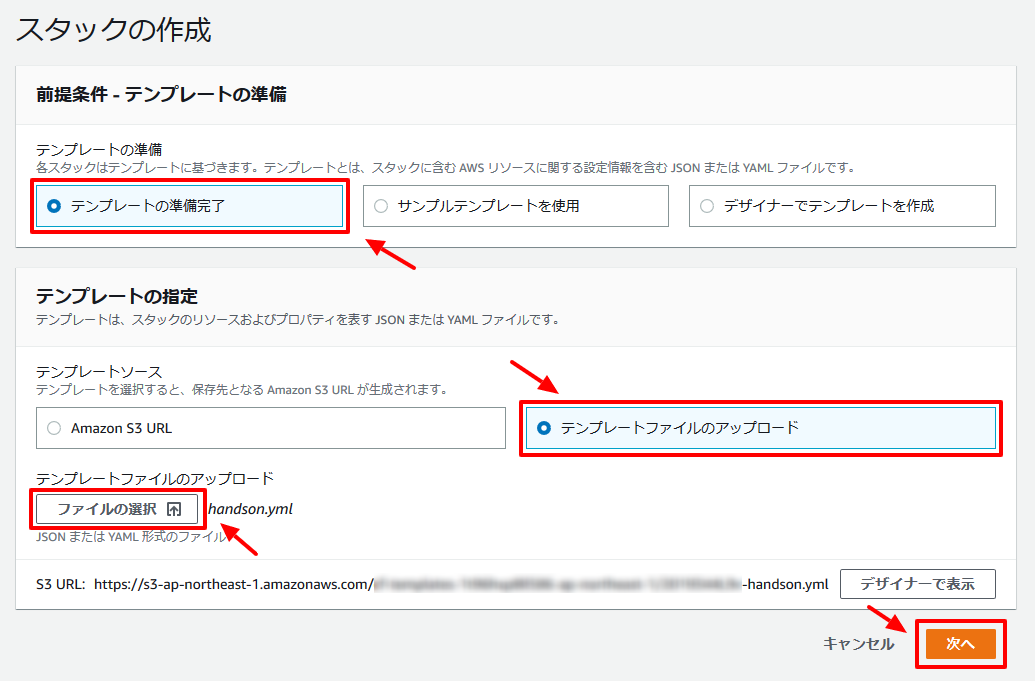 スタックの作成
前提条件 - テンプレートの準備
テンプレートの準備
各スタックはテンプレートに基づきます。テンプレートとは、スタックに含む AWS リソースに関する設定情報を含む JSON または YAML ファイルです。
テンプレートの準備完了
サンプルテンプレートを使用
デザイナーでテンプレートを作成
テンプレートの指定
テンプレートは、スタックのリソースおよびプロパティを表す JSON または YAML ファイルです。
テンプレートソース
テンプレートを選択すると、保存先となる Amazon S3 URL が生成されます。
Amazon S3 URL
テンプレートファイルのアップロード
テンプレートファイルのアップロード
ファイルの選択 handson.yml
JSON または YAML 形式のファイル
S3 URL: https://s3-ap-northeast-1.amazonaws.com/ -handson.yml デザイナーで表示
キャンセル 次へ